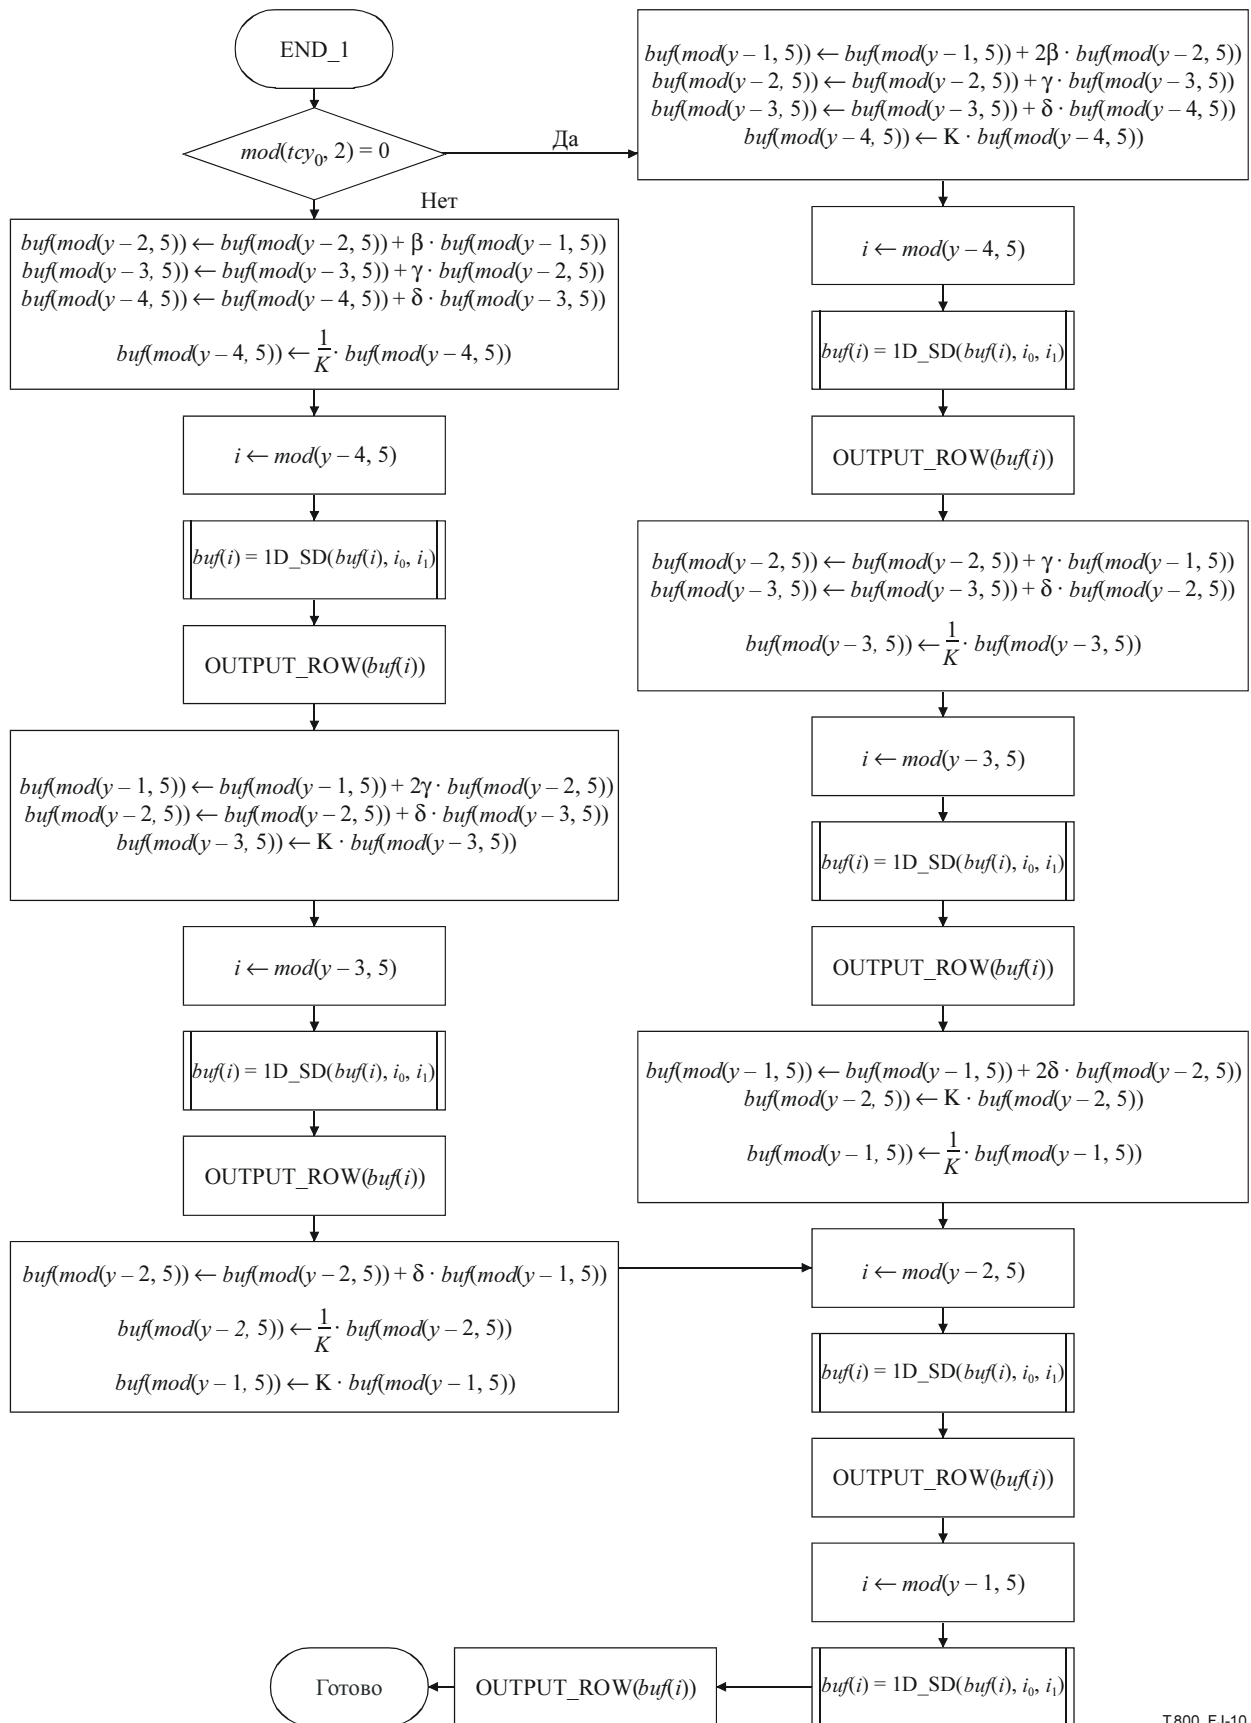 END_1
mod(tcy₀, 2) = 0
Да
Нет
buf(mod(y – 2, 5)) ← buf(mod(y – 2, 5)) + β · buf(mod(y – 1, 5))
buf(mod(y – 3, 5)) ← buf(mod(y – 3, 5)) + γ · buf(mod(y – 2, 5))
buf(mod(y – 4, 5)) ← buf(mod(y – 4, 5)) + δ · buf(mod(y – 3, 5))
buf(mod(y – 4, 5)) ← 1/K · buf(mod(y – 4, 5))
i ← mod(y – 4, 5)
buf(i) = 1D_SD(buf(i), i₀, i₁)
OUTPUT_ROW(buf(i))
buf(mod(y – 1, 5)) ← buf(mod(y – 1, 5)) + 2γ · buf(mod(y – 2, 5))
buf(mod(y – 2, 5)) ← buf(mod(y – 2, 5)) + δ · buf(mod(y – 3, 5))
buf(mod(y – 3, 5)) ← K · buf(mod(y – 3, 5))
i ← mod(y – 3, 5)
buf(i) = 1D_SD(buf(i), i₀, i₁)
OUTPUT_ROW(buf(i))
buf(mod(y – 2, 5)) ← buf(mod(y – 2, 5)) + δ · buf(mod(y – 1, 5))
buf(mod(y – 2, 5)) ← 1/K · buf(mod(y – 2, 5))
buf(mod(y – 1, 5)) ← K · buf(mod(y – 1, 5))
buf(mod(y – 1, 5)) ← buf(mod(y – 1, 5)) + 2β · buf(mod(y – 2, 5))
buf(mod(y – 2, 5)) ← buf(mod(y – 2, 5)) + γ · buf(mod(y – 3, 5))
buf(mod(y – 3, 5)) ← buf(mod(y – 3, 5)) + δ · buf(mod(y – 4, 5))
buf(mod(y – 4, 5)) ← K · buf(mod(y – 4, 5))
i ← mod(y – 4, 5)
buf(i) = 1D_SD(buf(i), i₀, i₁)
OUTPUT_ROW(buf(i))
buf(mod(y – 2, 5)) ← buf(mod(y – 2, 5)) + γ · buf(mod(y – 1, 5))
buf(mod(y – 3, 5)) ← buf(mod(y – 3, 5)) + δ · buf(mod(y – 2, 5))
buf(mod(y – 3, 5)) ← 1/K · buf(mod(y – 3, 5))
i ← mod(y – 3, 5)
buf(i) = 1D_SD(buf(i), i₀, i₁)
OUTPUT_ROW(buf(i))
buf(mod(y – 1, 5)) ← buf(mod(y – 1, 5)) + 2δ · buf(mod(y – 2, 5))
buf(mod(y – 2, 5)) ← K · buf(mod(y – 2, 5))
buf(mod(y – 1, 5)) ← 1/K · buf(mod(y – 1, 5))
i ← mod(y – 2, 5)
buf(i) = 1D_SD(buf(i), i₀, i₁)
OUTPUT_ROW(buf(i))
i ← mod(y – 1, 5)
buf(i) = 1D_SD(buf(i), i₀, i₁)
OUTPUT_ROW(buf(i))
Готово